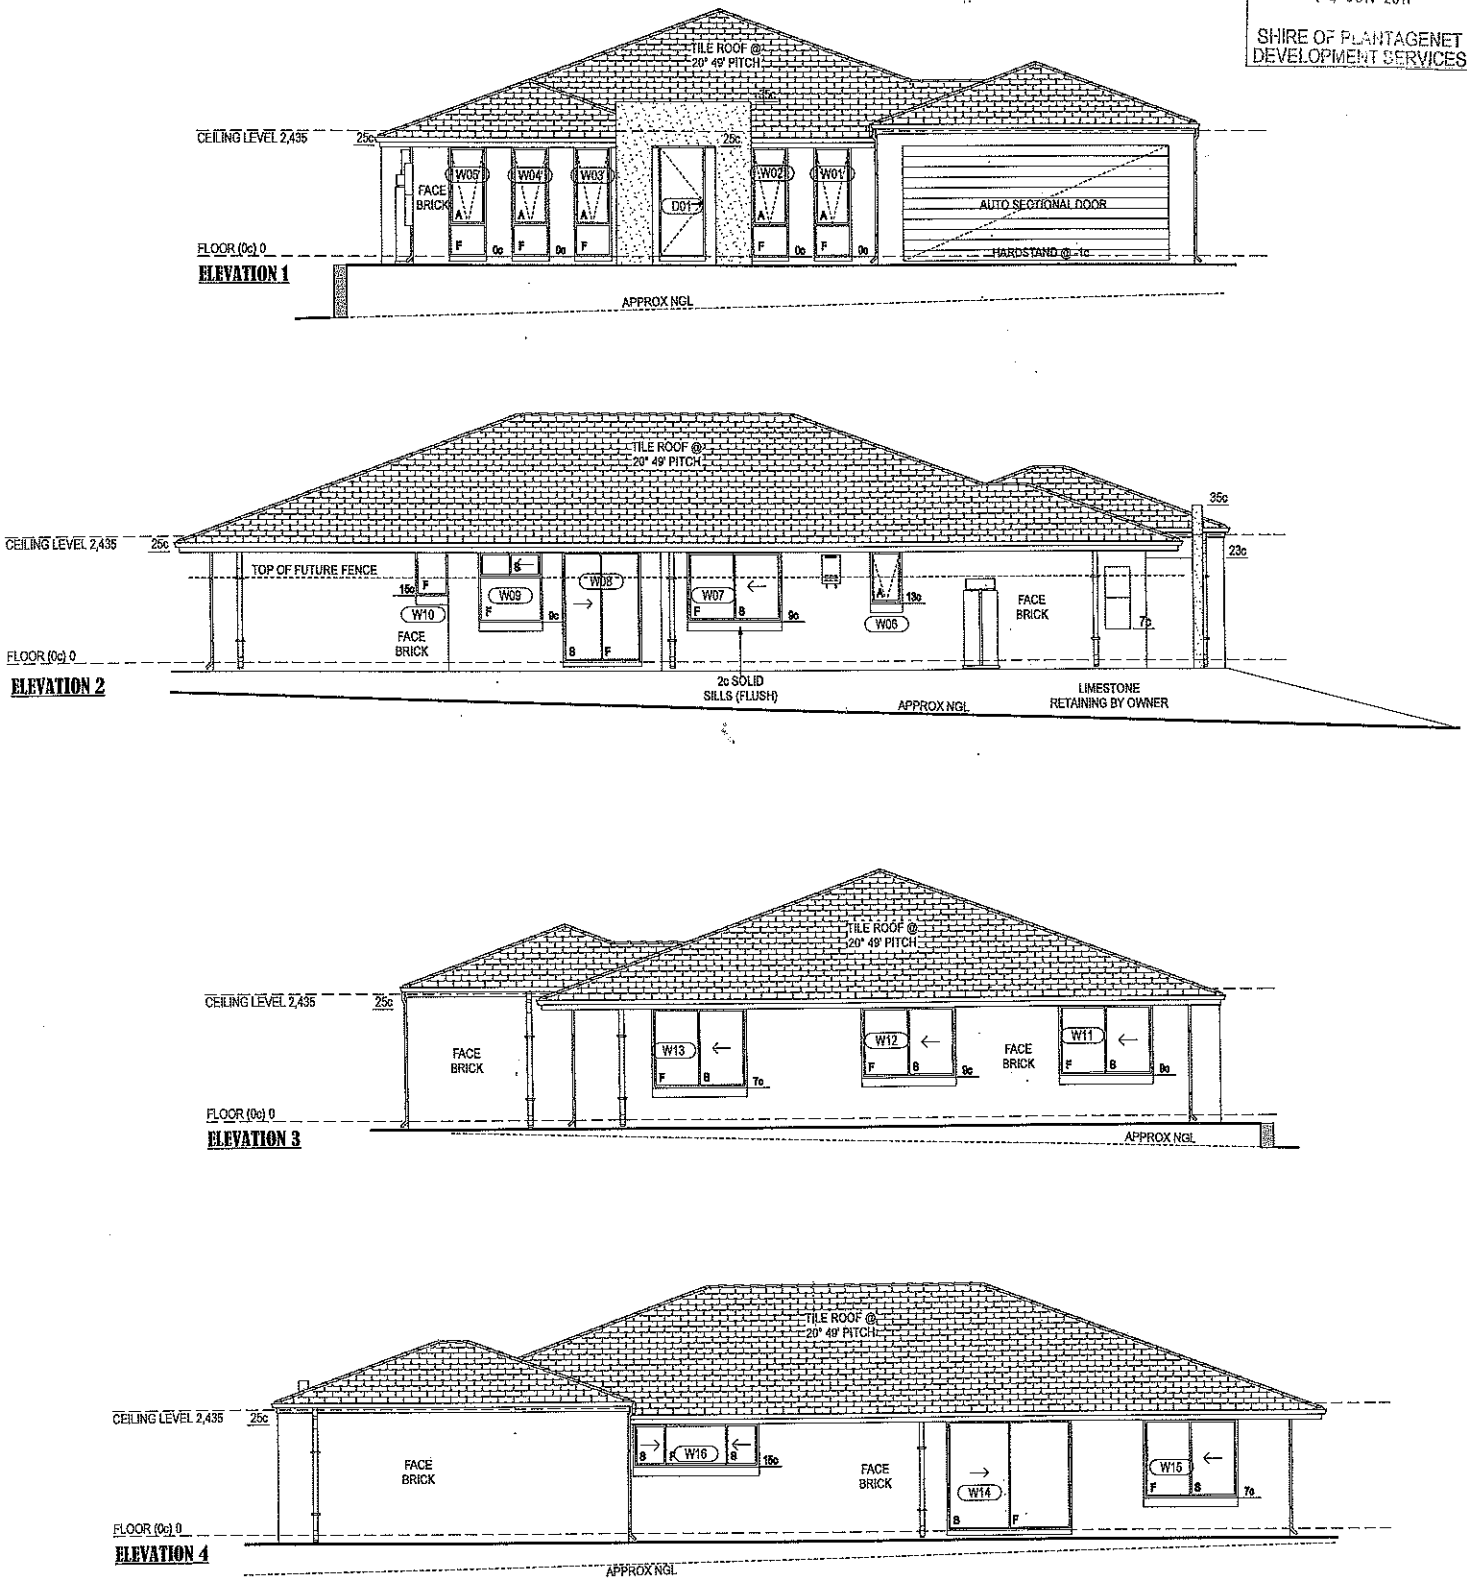 SHIRE OF PLANTAGENET
DEVELOPMENT SERVICES
TILE ROOF @
20° 49' PITCH
35c
CEILING LEVEL 2,435
25c
25c
W05
W04
W03
W02
W01
FACE
BRICK
D01
AUTO SECTIONAL DOOR
A
A
A
A
A
F
F
F
F
F
0c
0c
0c
0c
HARDSTAND @ -1c
FLOOR (0c) 0
ELEVATION 1
APPROX NGL
TILE ROOF @
20° 49' PITCH
35c
CEILING LEVEL 2,435
25c
23c
TOP OF FUTURE FENCE
F
15c
W10
S
W09
F
9c
W08
S
F
W07
F
S
9c
A
13c
W06
FACE
BRICK
FACE
BRICK
7c
FLOOR (0c) 0
ELEVATION 2
2c SOLID
SILLS (FLUSH)
APPROX NGL
LIMESTONE
RETAINING BY OWNER
TILE ROOF @
20° 49' PITCH
CEILING LEVEL 2,435
25c
FACE
BRICK
W13
F
S
7c
W12
F
S
9c
FACE
BRICK
W11
F
S
9c
FLOOR (0c) 0
ELEVATION 3
APPROX NGL
TILE ROOF @
20° 49' PITCH
CEILING LEVEL 2,435
25c
FACE
BRICK
S
F
W16
S
15c
FACE
BRICK
W14
S
F
W15
F
S
7c
FLOOR (0c) 0
ELEVATION 4
APPROX NGL